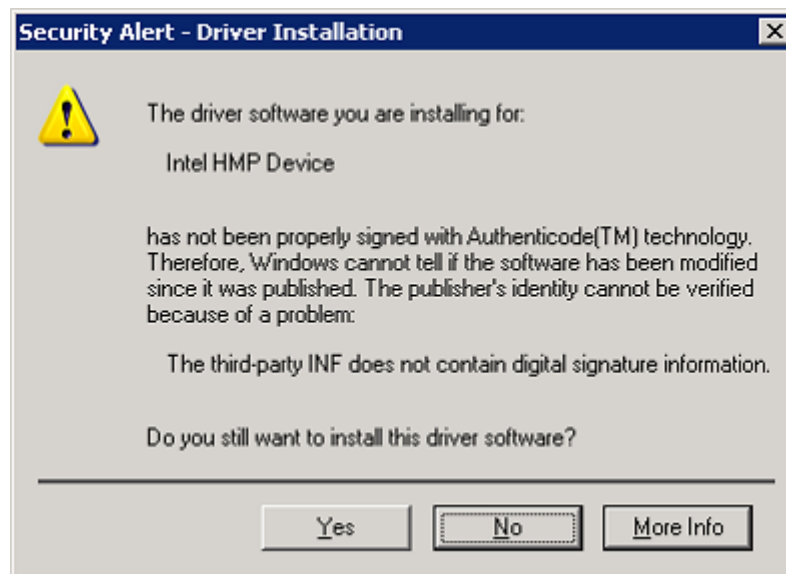 Security Alert - Driver Installation
The driver software you are installing for:
Intel HMP Device
has not been properly signed with Authenticode(TM) technology.
Therefore, Windows cannot tell if the software has been modified
since it was published. The publisher's identity cannot be verified
because of a problem:
The third-party INF does not contain digital signature information.
Do you still want to install this driver software?
Yes No More Info